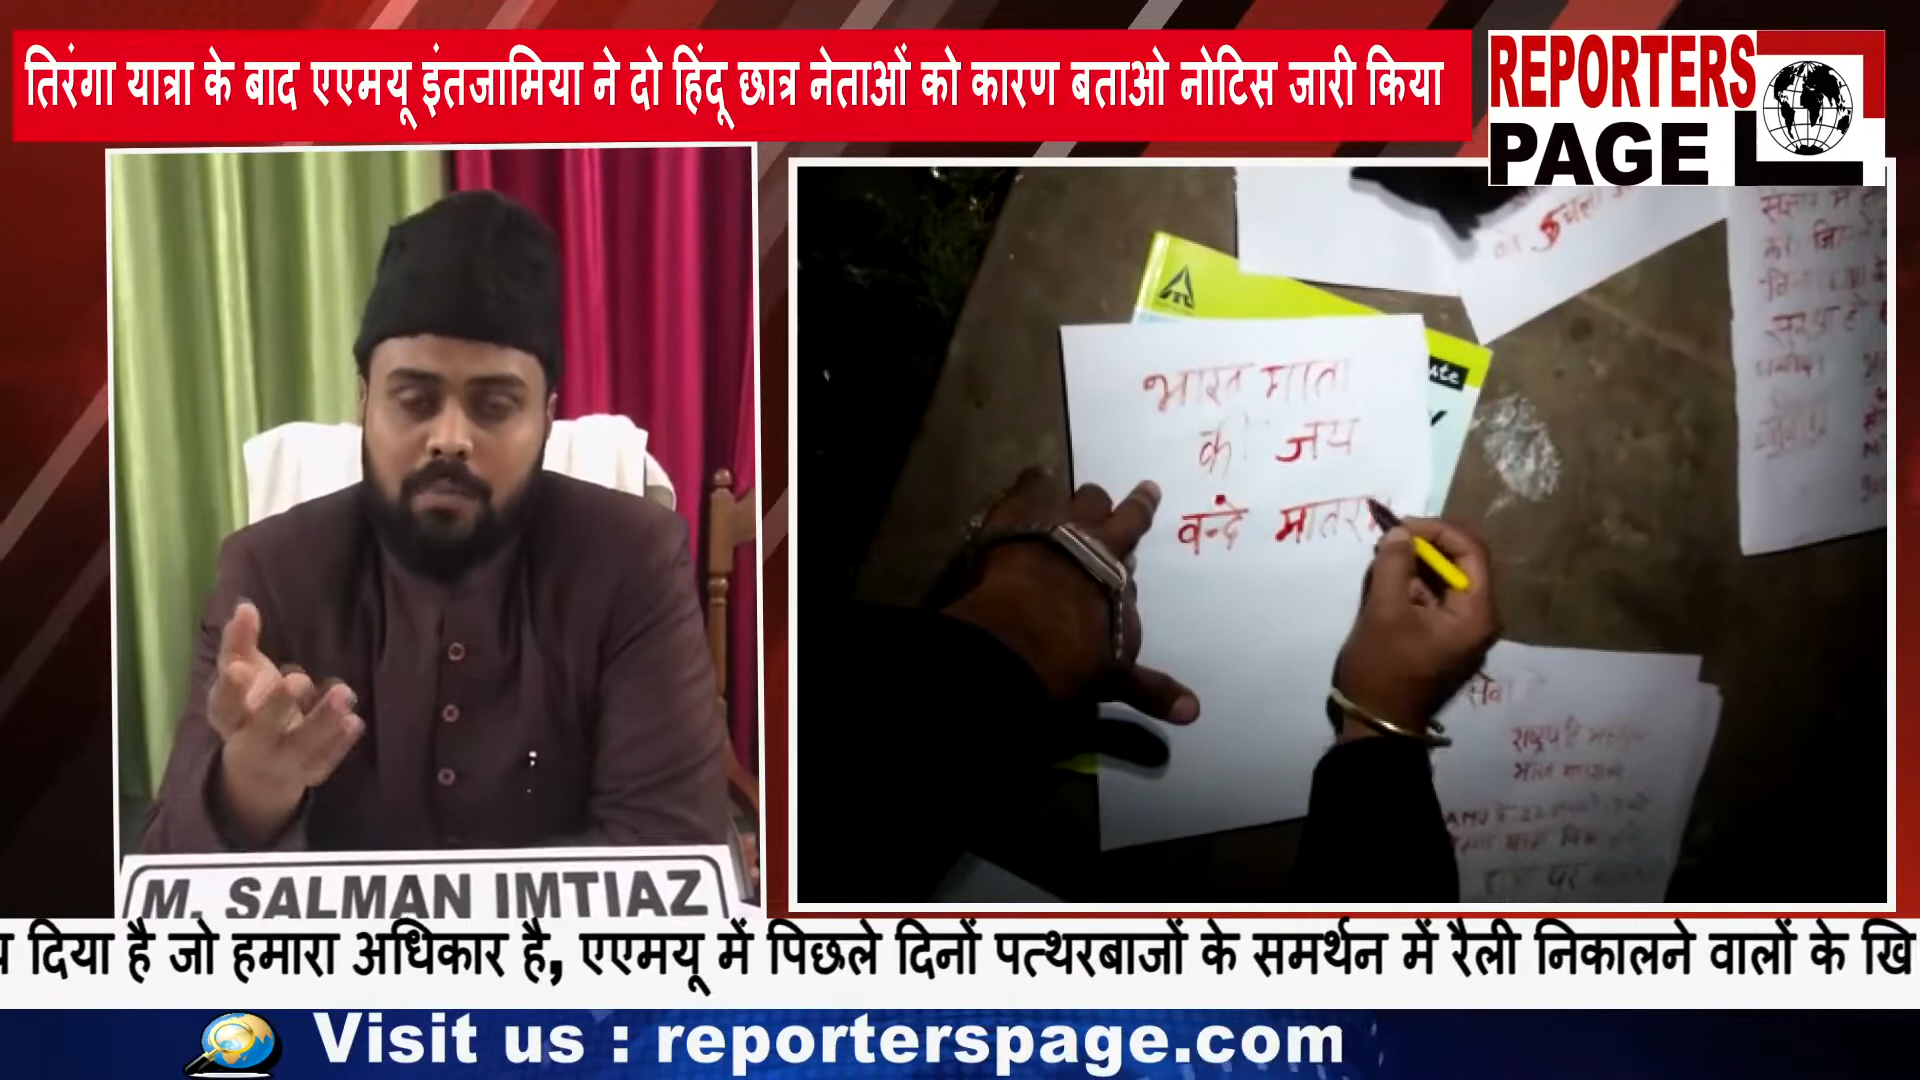 तिरंगा यात्रा के बाद एएमयू इंतजामिया ने दो हिंदू छात्र नेताओं को कारण बताओ नोटिस जारी किया
REPORTERS
PAGE
भारत माता
की जय
वन्दे मातरम
M. SALMAN IMTIAZ
दिया है जो हमारा अधिकार है, एएमयू में पिछले दिनों पत्थरबाजों के समर्थन में रैली निकालने वालों के खि
Visit us : reporterspage.com